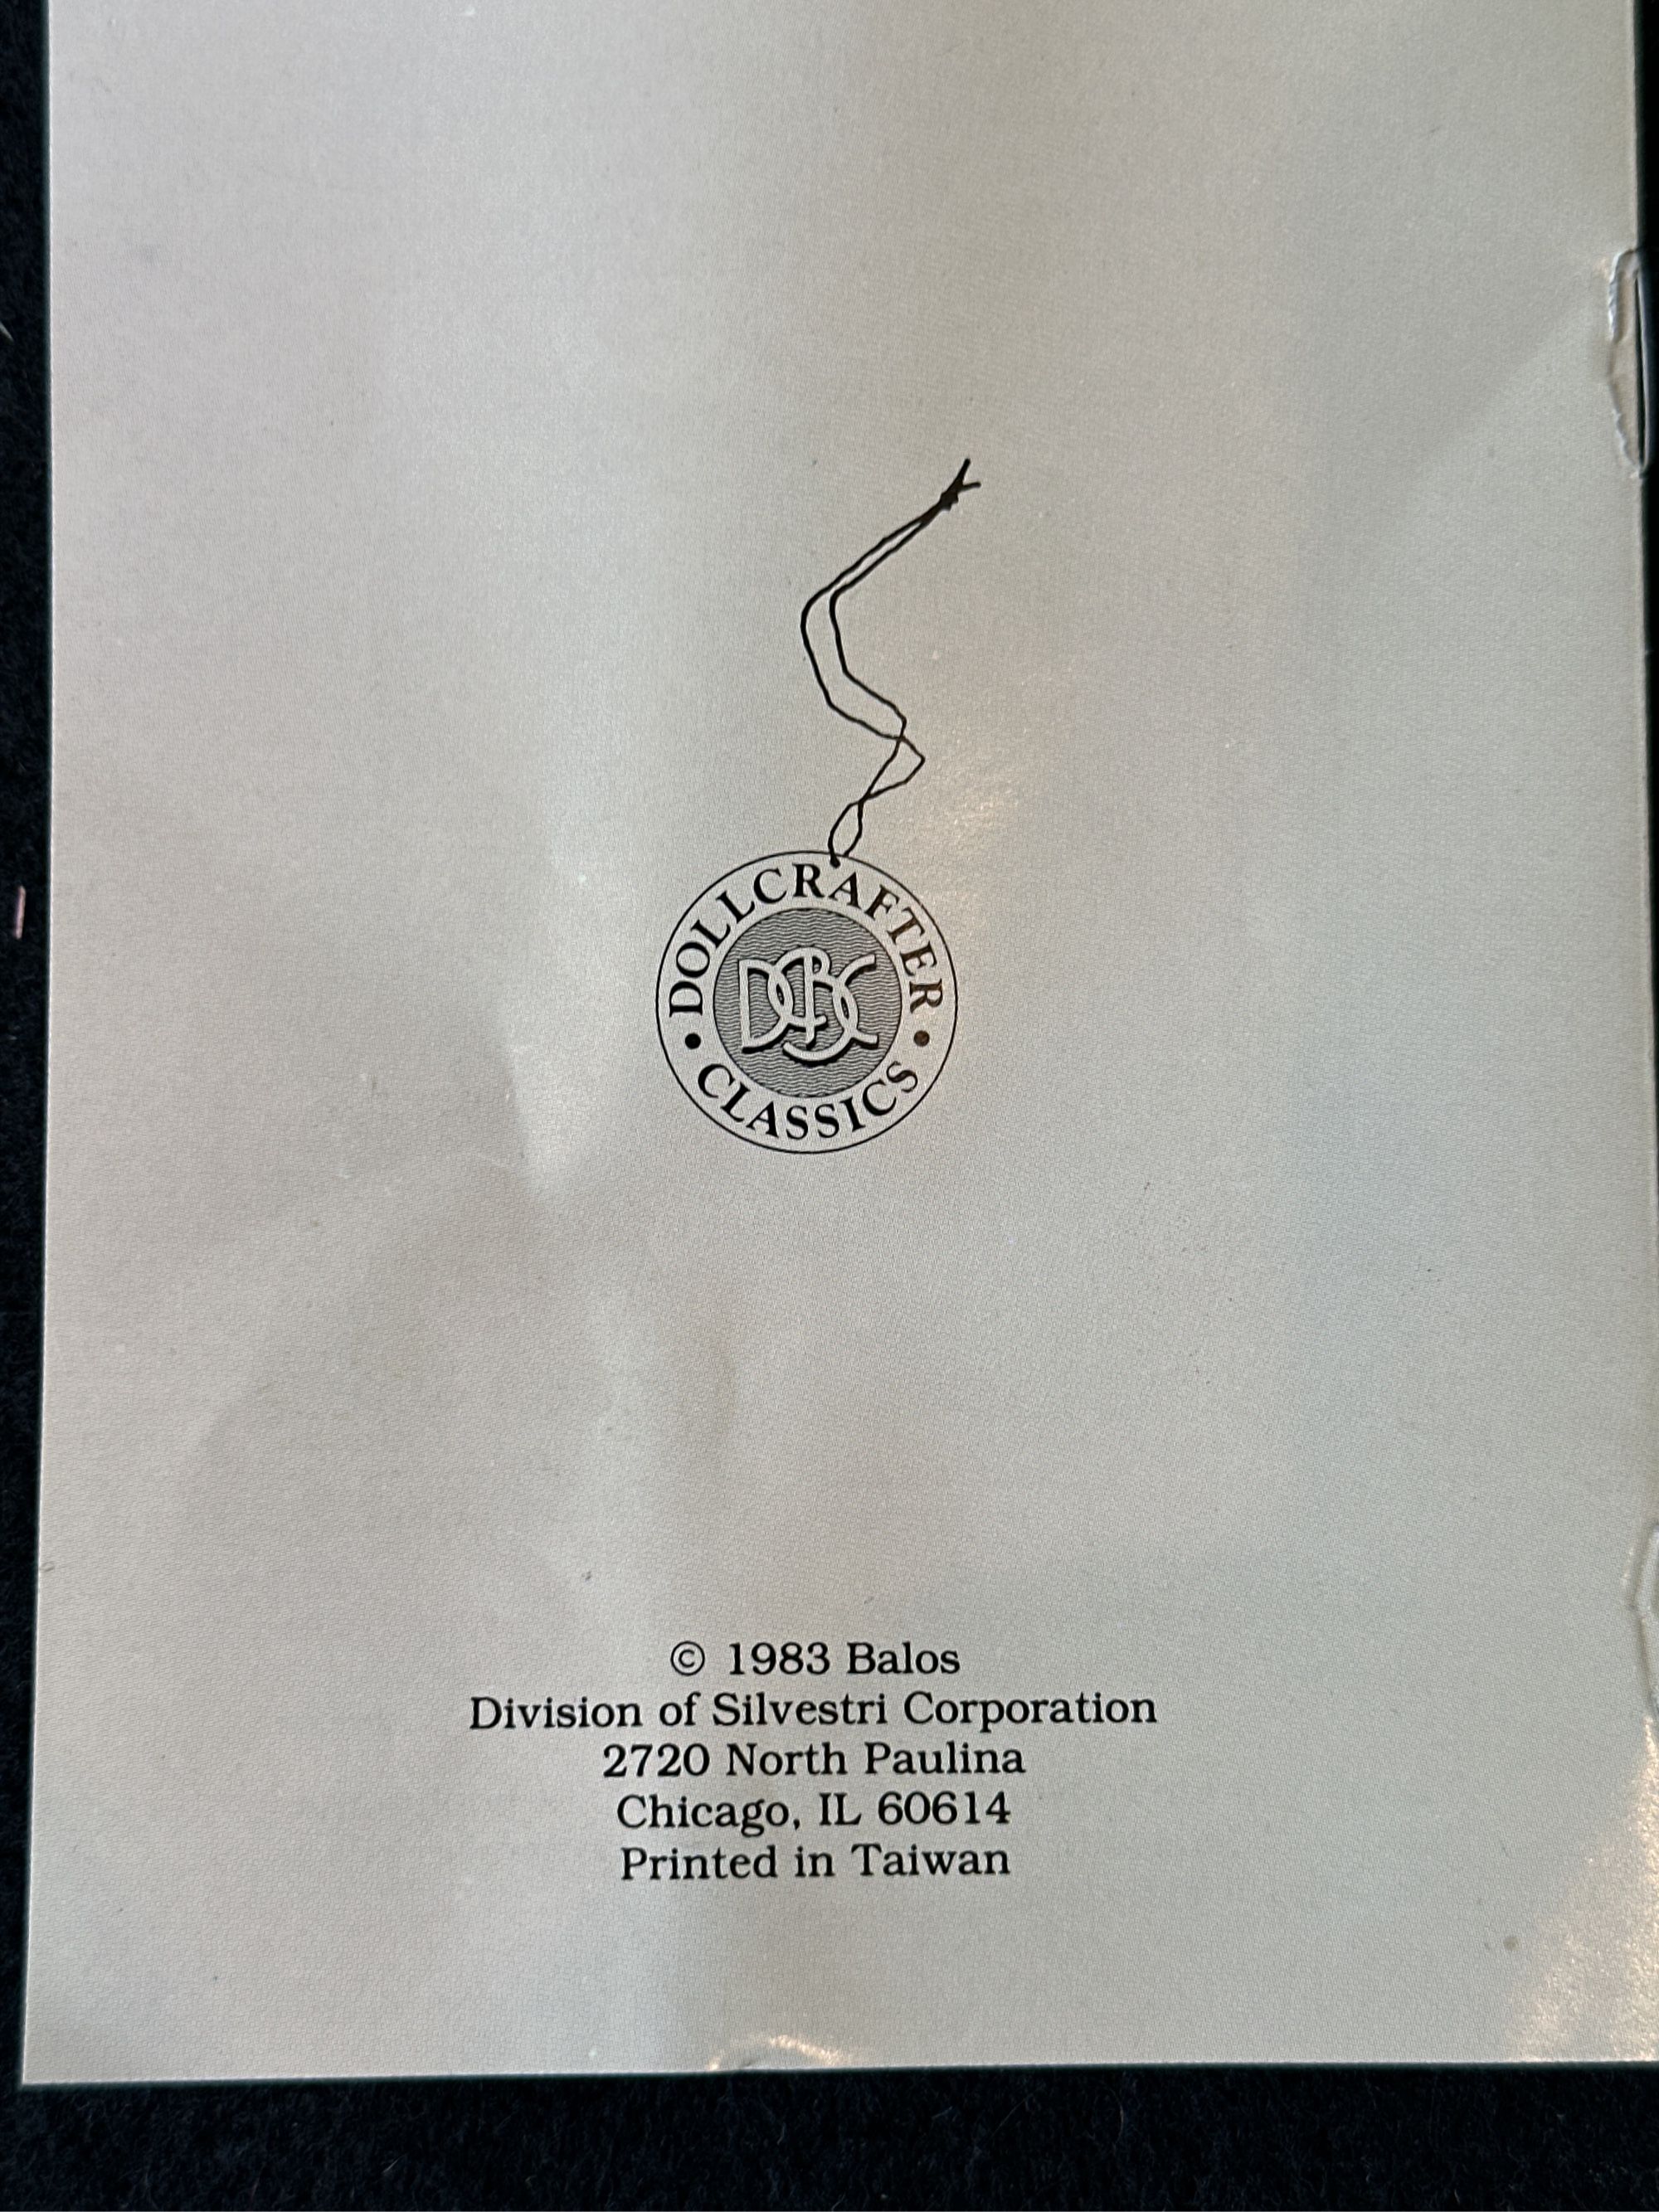 DOLLCRAFTER
DBC
• CLASSICS •
© 1983 Balos
Division of Silvestri Corporation
2720 North Paulina
Chicago, IL 60614
Printed in Taiwan